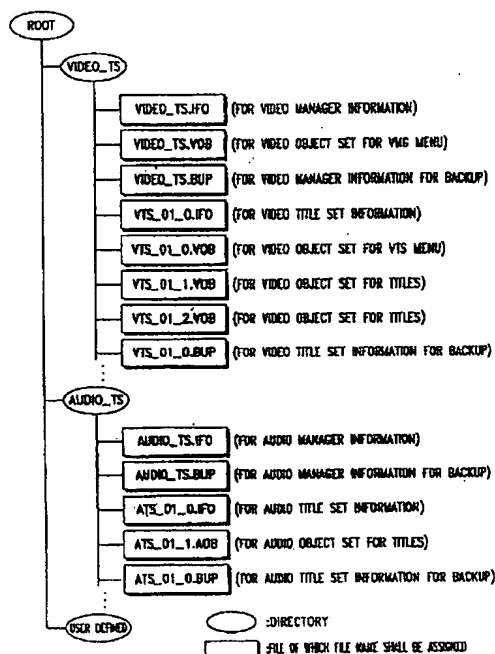 ROOT
VIDEO_TS
VIDEO_TS.IFO (FOR VIDEO MANAGER INFORMATION)
VIDEO_TS.VOB (FOR VIDEO OBJECT SET FOR VMG MENU)
VIDEO_TS.BUP (FOR VIDEO MANAGER INFORMATION FOR BACKUP)
VTS_01_0.IFO (FOR VIDEO TITLE SET INFORMATION)
VTS_01_0.VOB (FOR VIDEO OBJECT SET FOR VTS MENU)
VTS_01_1.VOB (FOR VIDEO OBJECT SET FOR TITLES)
VTS_01_2.VOB (FOR VIDEO OBJECT SET FOR TITLES)
VTS_01_0.BUP (FOR VIDEO TITLE SET INFORMATION FOR BACKUP)
AUDIO_TS
AUDIO_TS.IFO (FOR AUDIO MANAGER INFORMATION)
AUDIO_TS.BUP (FOR AUDIO MANAGER INFORMATION FOR BACKUP)
ATS_01_0.IFO (FOR AUDIO TITLE SET INFORMATION)
ATS_01_1.AOB (FOR AUDIO OBJECT SET FOR TITLES)
ATS_01_0.BUP (FOR AUDIO TITLE SET INFORMATION FOR BACKUP)
USER DEFINED
:DIRECTORY
:FILE OF WHICH FILE NAME SHALL BE ASSIGNED